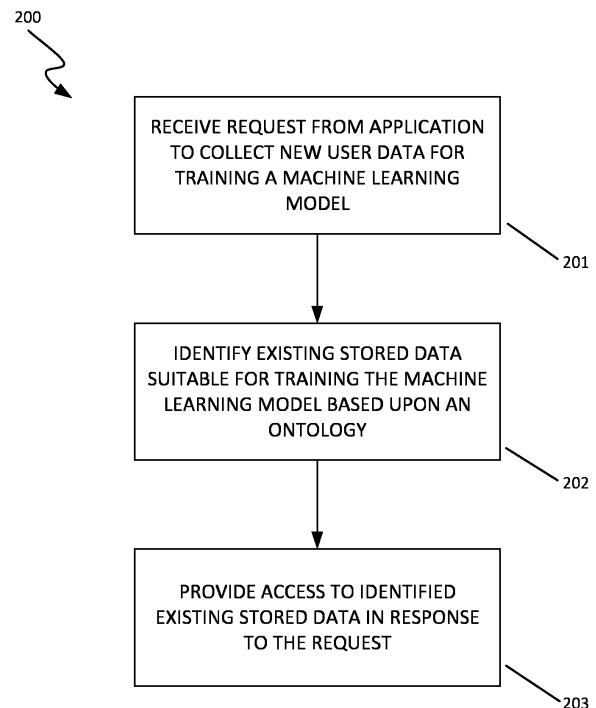 200
RECEIVE REQUEST FROM APPLICATION
TO COLLECT NEW USER DATA FOR
TRAINING A MACHINE LEARNING
MODEL
201
IDENTIFY EXISTING STORED DATA
SUITABLE FOR TRAINING THE MACHINE
LEARNING MODEL BASED UPON AN
ONTOLOGY
202
PROVIDE ACCESS TO IDENTIFIED
EXISTING STORED DATA IN RESPONSE
TO THE REQUEST
203